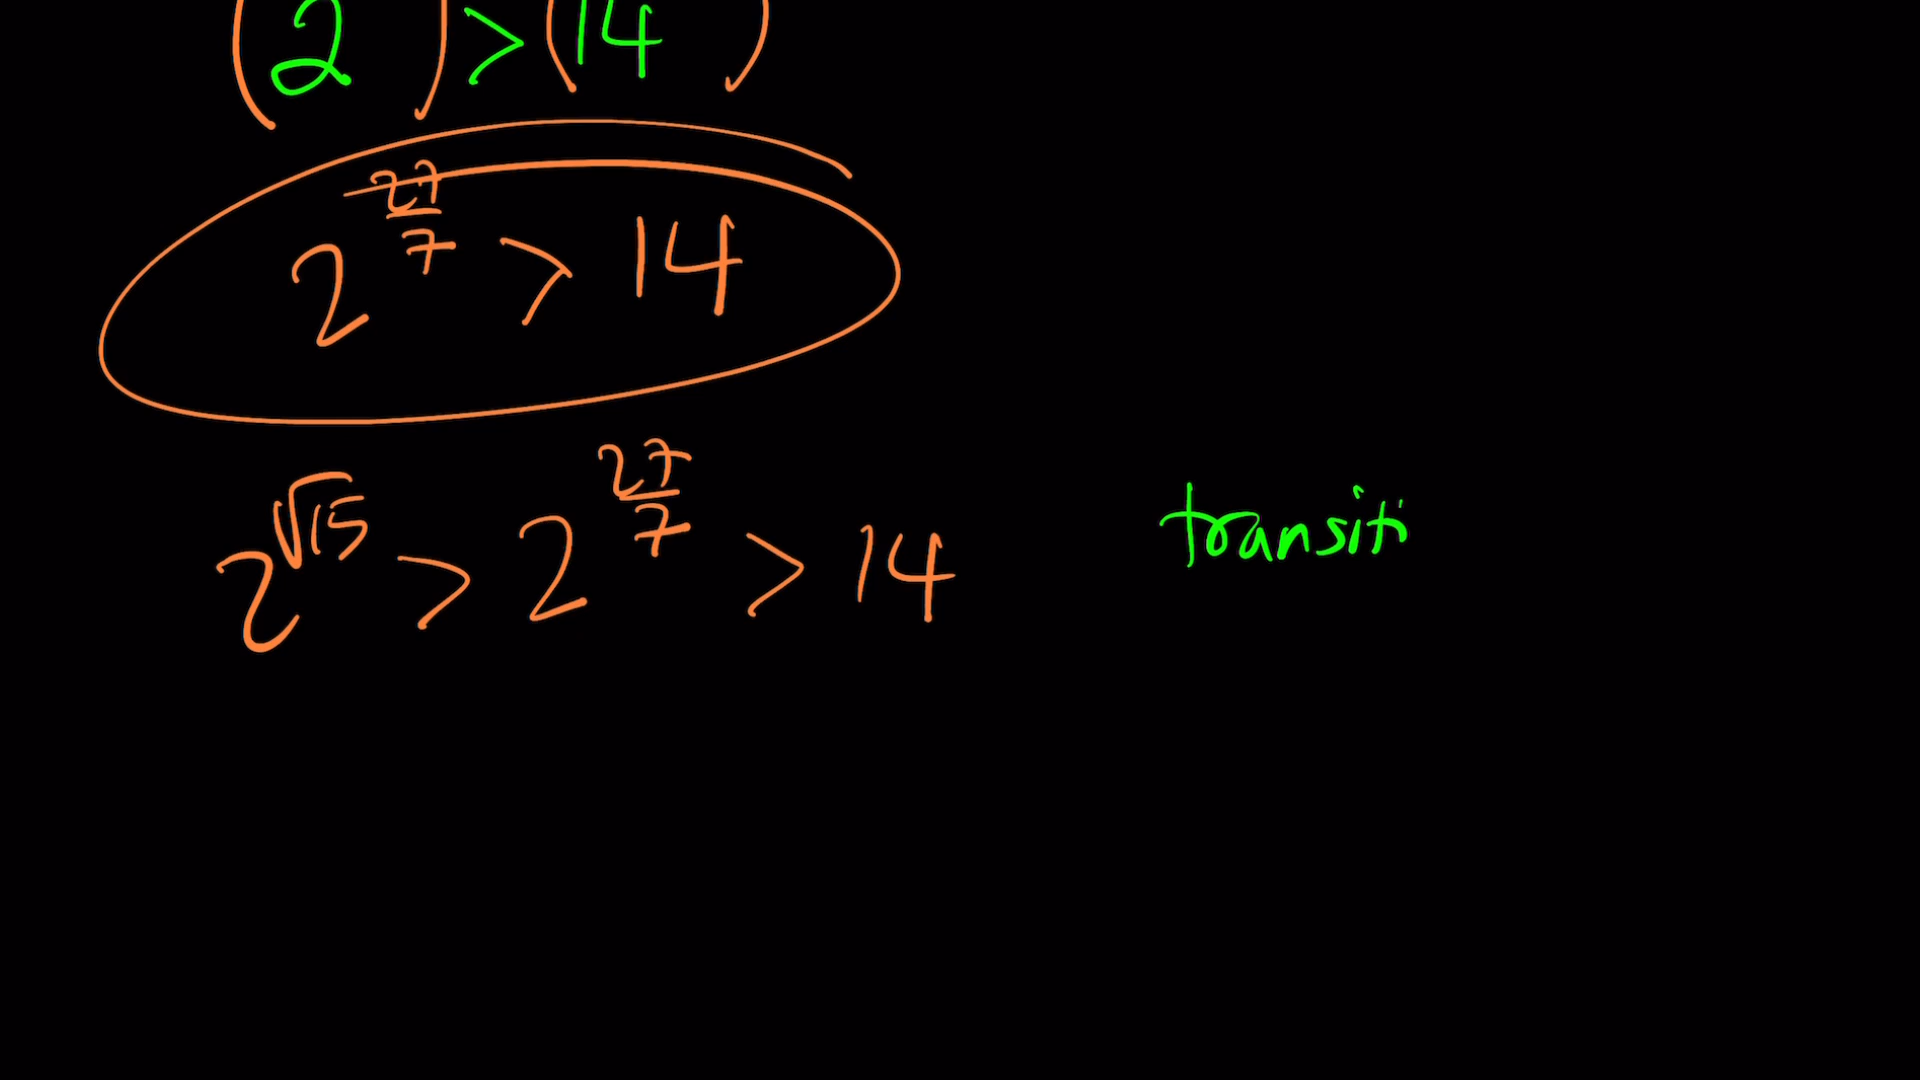 (2) > (14)
2^{27/7} > 14
2^{√15} > 2^{27/7} > 14 transiti